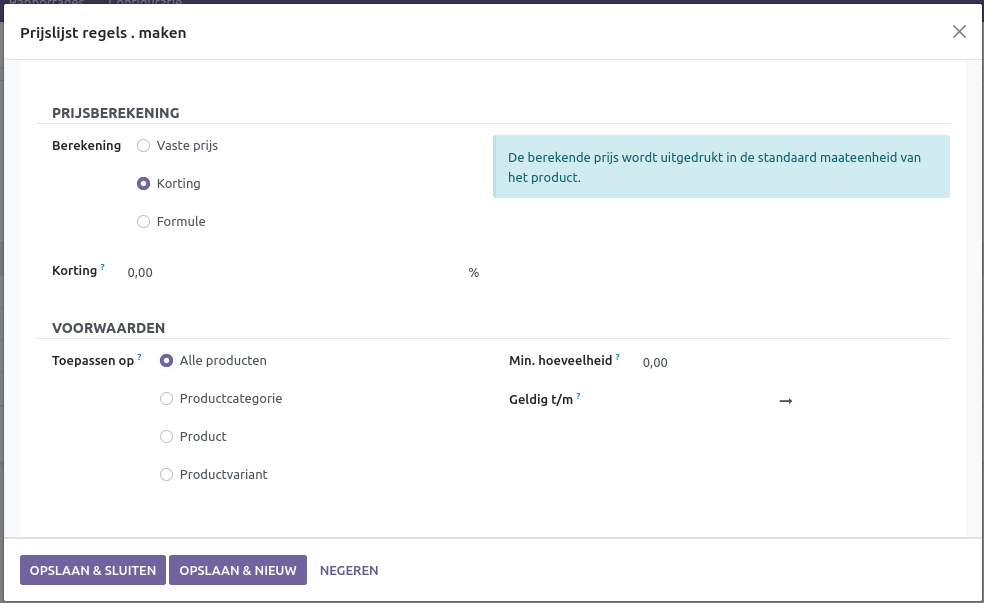 Rapportages Configuratie
Prijslijst regels . maken
PRIJSBEREKENING
Berekening
Vaste prijs
Korting
Formule
De berekende prijs wordt uitgedrukt in de standaard maateenheid van
het product.
Korting ?
0,00 %
VOORWAARDEN
Toepassen op ?
Alle producten
Productcategorie
Product
Productvariant
Min. hoeveelheid ? 0,00
Geldig t/m ? →
OPSLAAN & SLUITEN OPSLAAN & NIEUW NEGEREN